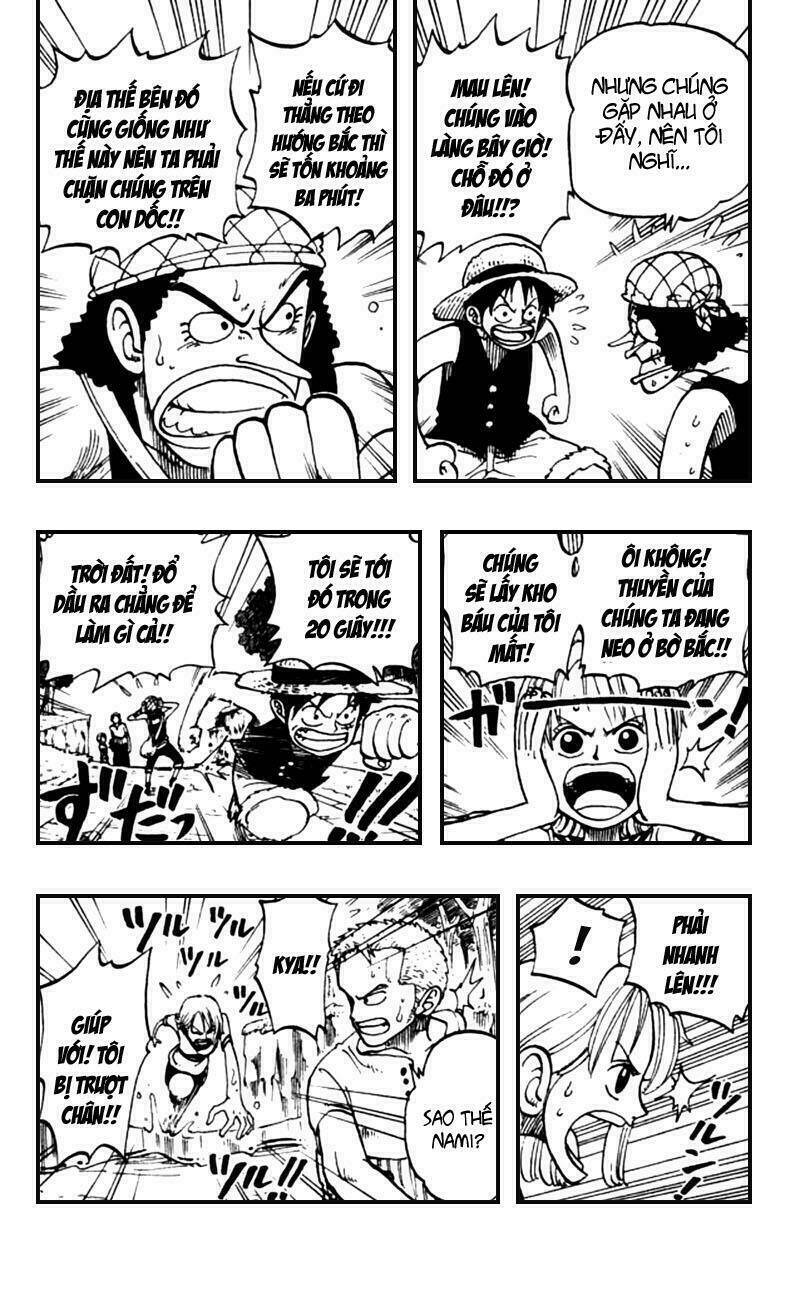 NHƯNG CHÚNG
GẶP NHAU Ở
ĐÂY, NÊN TÔI
NGHĨ...
MAU LÊN!
CHÚNG VÀO
LÀNG BÂY GIỜ!
CHỖ ĐÓ Ở
ĐÂU!!?
NẾU CỨ ĐI
THẲNG THEO
HƯỚNG BẮC THÌ
SẼ TỐN KHOẢNG
BA PHÚT!
ĐỊA THẾ BÊN ĐÓ
CŨNG GIỐNG NHƯ
THẾ NÀY NÊN TA PHẢI
CHẶN CHÚNG TRÊN
CON DỐC!!
ÔI KHÔNG!
THUYỀN CỦA
CHÚNG TA ĐANG
NEO Ở BỜ BẮC!!
CHÚNG
SẼ LẤY KHO
BÁU CỦA TÔI
MẤT!
ガーン!
TÔI SẼ TỚI
ĐÓ TRONG
20 GIÂY!!!
TRỜI ĐẤT! ĐỔ
DẦU RA CHẲNG ĐỂ
LÀM GÌ CẢ!!
ずだっ!!
PHẢI
NHANH
LÊN!!!
!
ツルン!
KYA!!
SAO THẾ
NAMI?
ツル
ツル
ツル!!
GIÚP
VỚI! TÔI
BỊ TRƯỢT
CHÂN!!